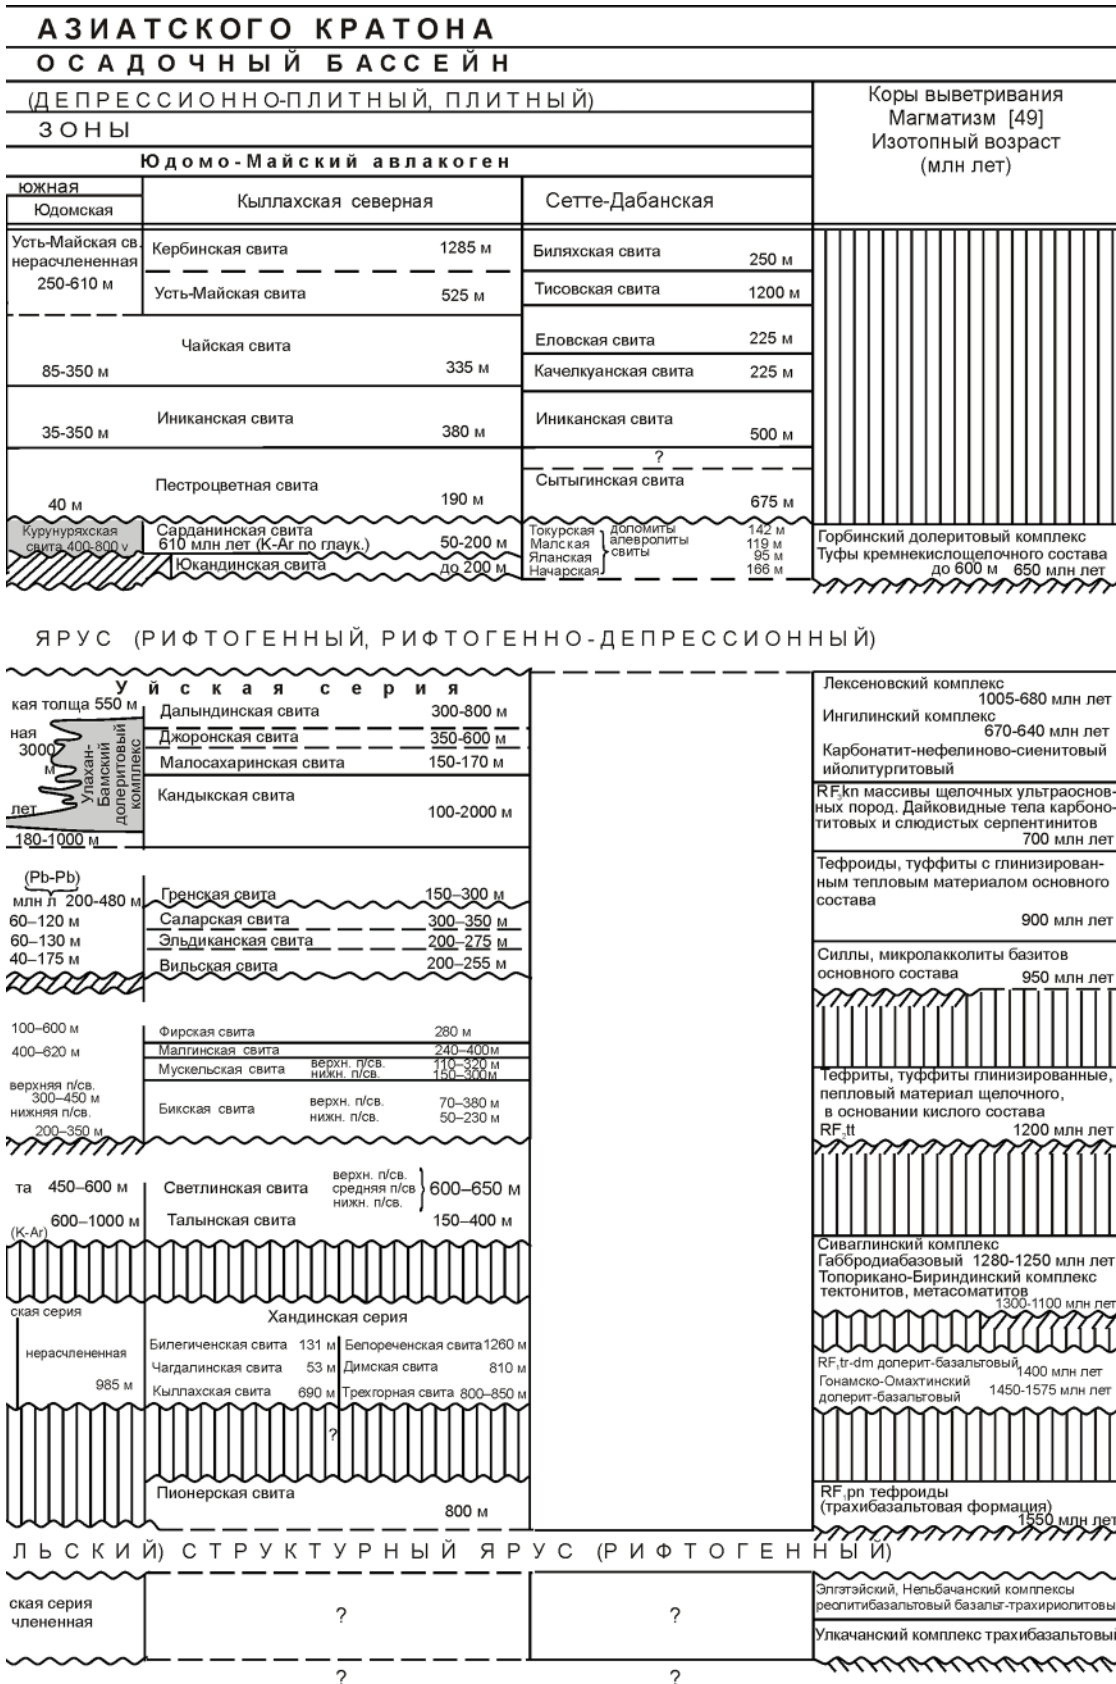 АЗИАТСКОГО КРАТОНА
ОСАДОЧНЫЙ БАССЕЙН
(ДЕПРЕССИОННО-ПЛИТНЫЙ, ПЛИТНЫЙ)
ЗОНЫ
Юдомо-Майский авлакоген
Коры выветривания
Магматизм [49]
Изотопный возраст
(млн лет)
южная
Юдомская
Кыллахская северная
Сетте-Дабанская
Усть-Майская св.
нерасчлененная
250-610 м
Кербинская свита 1285 м
Усть-Майская свита 525 м
Биляхская свита 250 м
Тисовская свита 1200 м
Чайская свита
85-350 м 335 м
Еловская свита 225 м
Качелкуанская свита 225 м
Иниканская свита
35-350 м 380 м
Иниканская свита
500 м
?
Пестроцветная свита
40 м 190 м
Сытыгинская свита
675 м
Курунуряхская
свита 400-800 v
Сарданинская свита
610 млн лет (K-Ar по глаук.) 50-200 м
Юкандинская свита до 200 м
Токурская доломиты 142 м
Малская алевролиты 119 м
Япанская свиты 95 м
Начарская 166 м
Горбинский долеритовый комплекс
Туфы кремнекислощелочного состава
до 600 м 650 млн лет
ЯРУС (РИФТОГЕННЫЙ, РИФТОГЕННО-ДЕПРЕССИОННЫЙ)
Уйская серия
кая толща 550 м
Далындинская свита 300-800 м
ная
3000
м
Улахан-
Бамский
долеритовый
комплекс
Джоронская свита 350-600 м
Малосахаринская свита 150-170 м
Кандыкская свита
100-2000 м
лет
180-1000 м
Лексеновский комплекс
1005-680 млн лет
Ингилинский комплекс
670-640 млн лет
Карбонатит-нефелиново-сиенитовый
ийолитургитовый
RF₃kn массивы щелочных ультраоснов-
ных пород. Дайковидные тела карбоно-
титовых и слюдистых серпентинитов
700 млн лет
Тефроиды, туффиты с глинизирован-
ным тепловым материалом основного
состава
900 млн лет
(Pb-Pb)
млн л 200-480 м
Гренская свита 150–300 м
60–120 м
Саларская свита 300–350 м
60–130 м
Эльдиканская свита 200–275 м
40–175 м
Вильская свита 200–255 м
Силлы, микролакколиты базитов
основного состава 950 млн лет
100–600 м
Фирская свита 280 м
400–620 м
Малгинская свита 240–400м
Мускельская свита верхн. п/св. 110–320 м
нижн. п/св. 150–300м
верхняя п/св.
300–450 м
нижняя п/св.
200–350 м
Бикская свита верхн. п/св. 70–380 м
нижн. п/св. 50–230 м
Тефриты, туффиты глинизированные,
пепловый материал щелочного,
в основании кислого состава
RF₂tt 1200 млн лет
та 450–600 м
Светлинская свита верхн. п/св.
средняя п/св
нижн. п/св.
600–650 м
600–1000 м
(K-Ar)
Талынская свита 150–400 м
Сиваглинский комплекс
Габбродиабазовый 1280-1250 млн лет
Топорикано-Бириндинский комплекс
тектонитов, метасоматитов
1300-1100 млн лет
ская серия
нерасчлененная
985 м
Хандинская серия
Билегиченская свита 131 м Белореченская свита 1260 м
Чагдалинская свита 53 м Димская свита 810 м
Кыллахская свита 690 м Трехгорная свита 800–850 м
?
RF₁tr-dm долерит-базальтовый
1400 млн лет
Гонамско-Омахтинский 1450-1575 млн лет
долерит-базальтовый
Пионерская свита
800 м
RF₁pn тефроиды
(трахибазальтовая формация)
1550 млн лет
ЛЬСКИЙ) СТРУКТУРНЫЙ ЯРУС (РИФТОГЕННЫЙ)
ская серия
члененная
?
?
Элгэтэйский, Нельбачанский комплексы
реолитибазальтовый базальт-трахириолитовы
Улкачанский комплекс трахибазальтовый
?
?